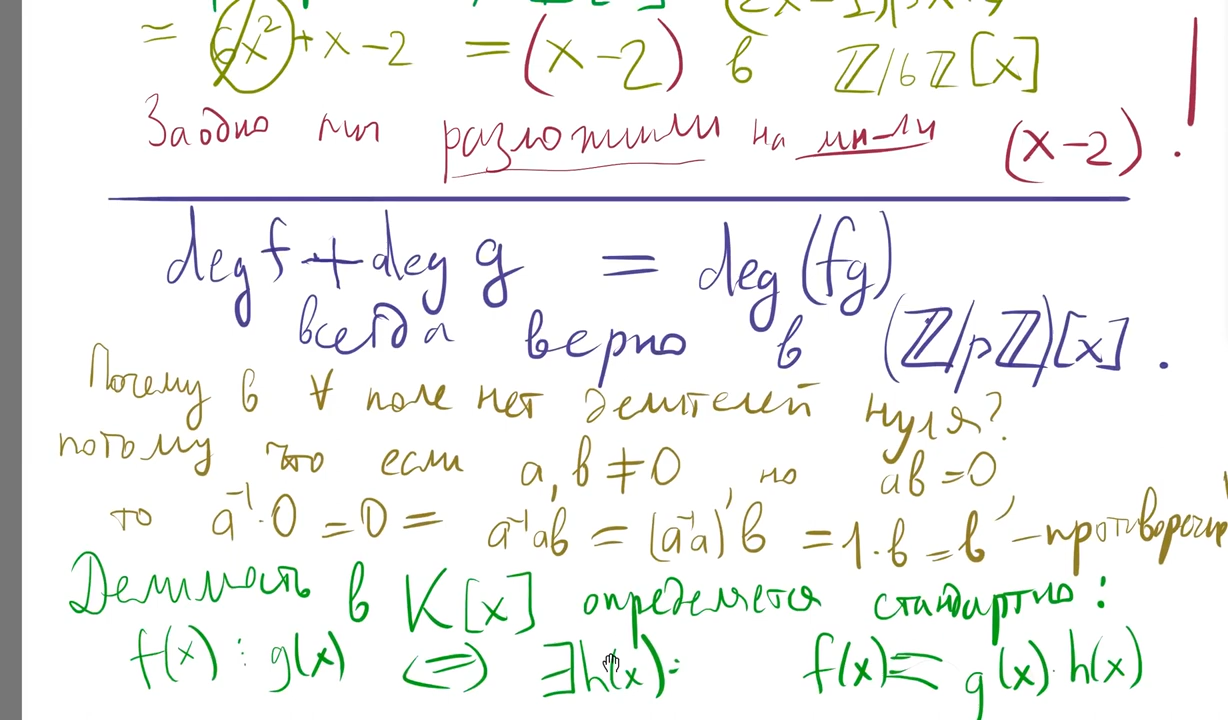 = 6x² + x − 2 = (x − 2) в ℤ/6ℤ[x]
Заодно мы разложили на мн-ли (x−2) !
deg f + deg g = deg (fg)
всегда верно в (ℤ/pℤ)[x] .
Почему в ∀ поле нет делителей нуля?
потому что если a, b ≠ 0 , но ab = 0 ,
то a⁻¹·0 = 0 = a⁻¹ab = (a⁻¹a) b = 1·b = b – противоречие
Делимость в K[x] определяется стандартно:
f(x) ⋮ g(x) ⟺ ∃h(x): f(x) = g(x)·h(x)